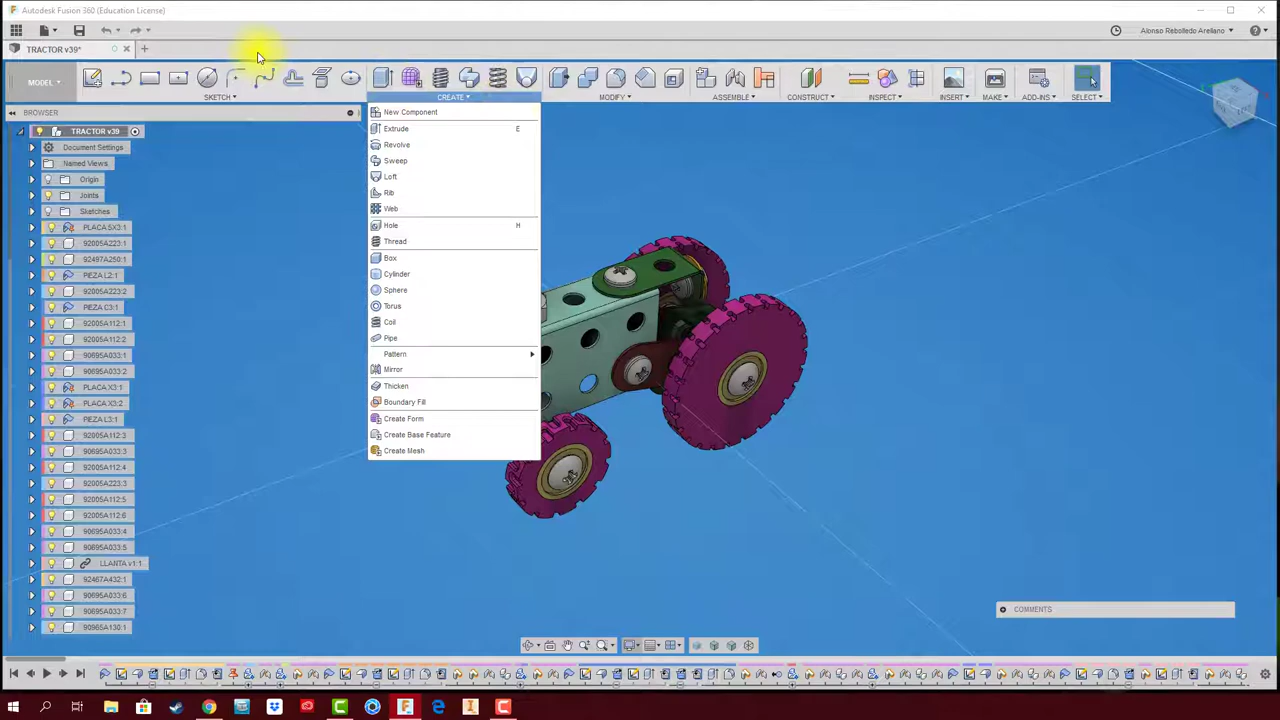 Autodesk Fusion 360 (Education License)
Alonso Rebolledo Arellano
TRACTOR v39*
MODEL
SKETCH
CREATE
MODIFY
ASSEMBLE
CONSTRUCT
INSPECT
INSERT
MAKE
ADD-INS
SELECT
BROWSER
TRACTOR v39
Document Settings
Named Views
Origin
Joints
Sketches
PLACA 5X3:1
92005A223:1
92497A250:1
PIEZA L2:1
92005A223:2
PIEZA C3:1
92005A112:1
92005A112:2
90695A033:1
90695A033:2
PLACA X3:1
PLACA X3:2
PIEZA L3:1
92005A112:3
90695A033:3
92005A112:4
92005A223:3
92005A112:5
92005A112:6
90695A033:4
90695A033:5
LLANTA v1:1
92467A432:1
90695A033:6
90695A033:7
90965A130:1
New Component
Extrude E
Revolve
Sweep
Loft
Rib
Web
Hole H
Thread
Box
Cylinder
Sphere
Torus
Coil
Pipe
Pattern
Mirror
Thicken
Boundary Fill
Create Form
Create Base Feature
Create Mesh
COMMENTS